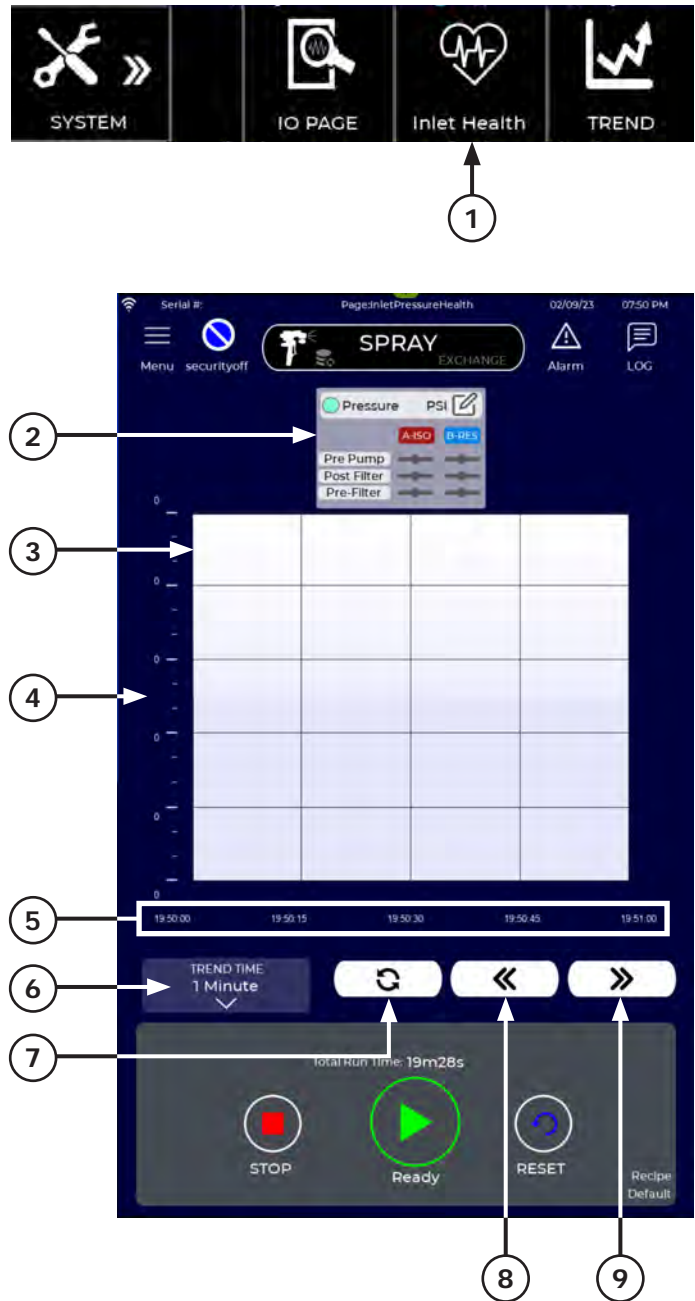 SYSTEM IO PAGE Inlet Health TREND
1
Serial #: Page:InletPressureHealth 02/09/23 07:50 PM
SPRAY
EXCHANGE
Menu securityoff Alarm LOG
Pressure PSI
2
A-ISO B-RES
Pre Pump
Post Filter
Pre-Filter
0
3
0
0
4
0
0
0
5
19:50:00 19:50:15 19:50:30 19:50:45 19:51:00
TREND TIME
6
1 Minute
7
Total Run Time: 19m28s
STOP Ready RESET
Recipe
Default
8 9